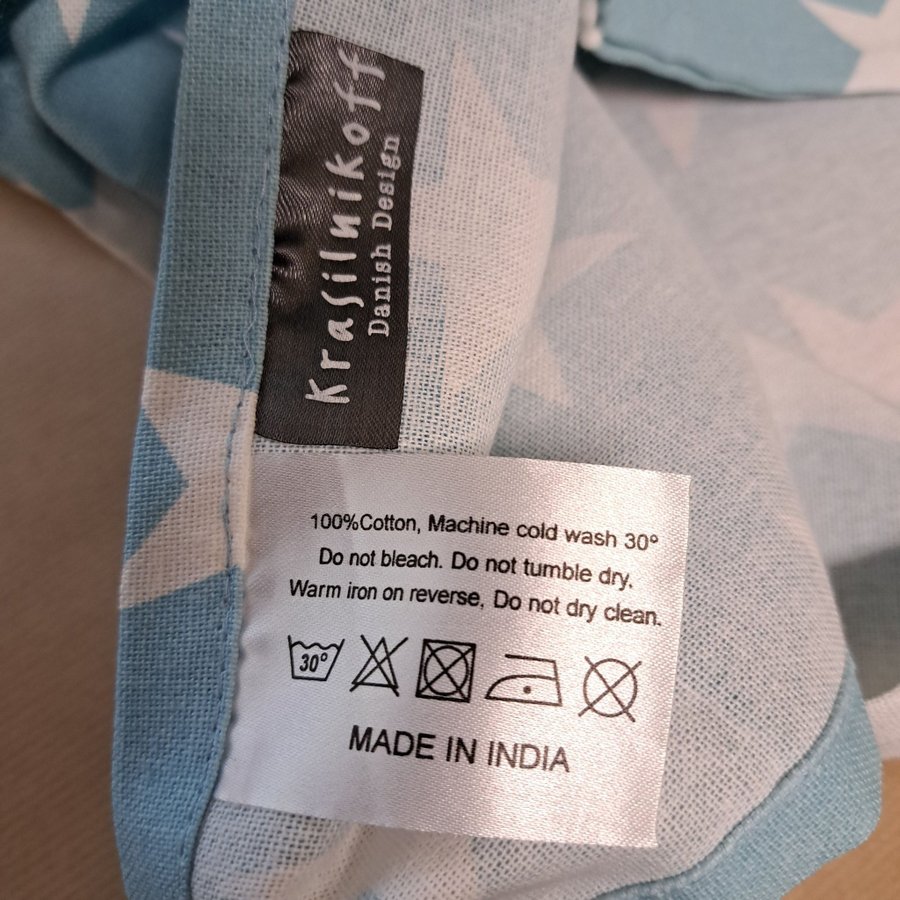 Krasilnikoff
Danish Design
100%Cotton, Machine cold wash 30°
Do not bleach. Do not tumble dry.
Warm iron on reverse, Do not dry clean.
30°
MADE IN INDIA